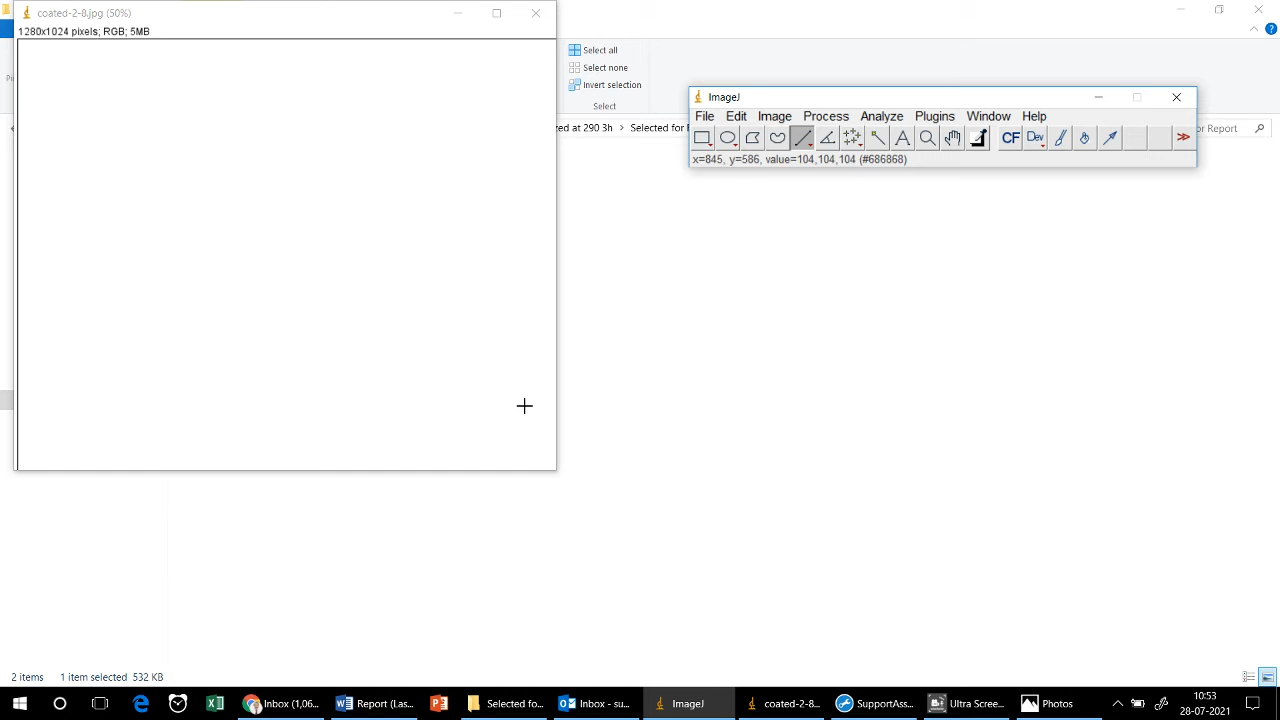 coated-2-8.jpg (50%)
1280x1024 pixels; RGB; 5MB
Select all
Select none
Invert selection
Select
zed at 290 3h > Selected for
Report
ImageJ
File Edit Image Process Analyze Plugins Window Help
CF Dev
x=845, y=586, value=104,104,104 (#686868)
2 items 1 item selected 532 KB
Inbox (1,06... Report (Las... Selected fo... Inbox - su... ImageJ coated-2-8... SupportAss... Ultra Scree... Photos
10:53
28-07-2021